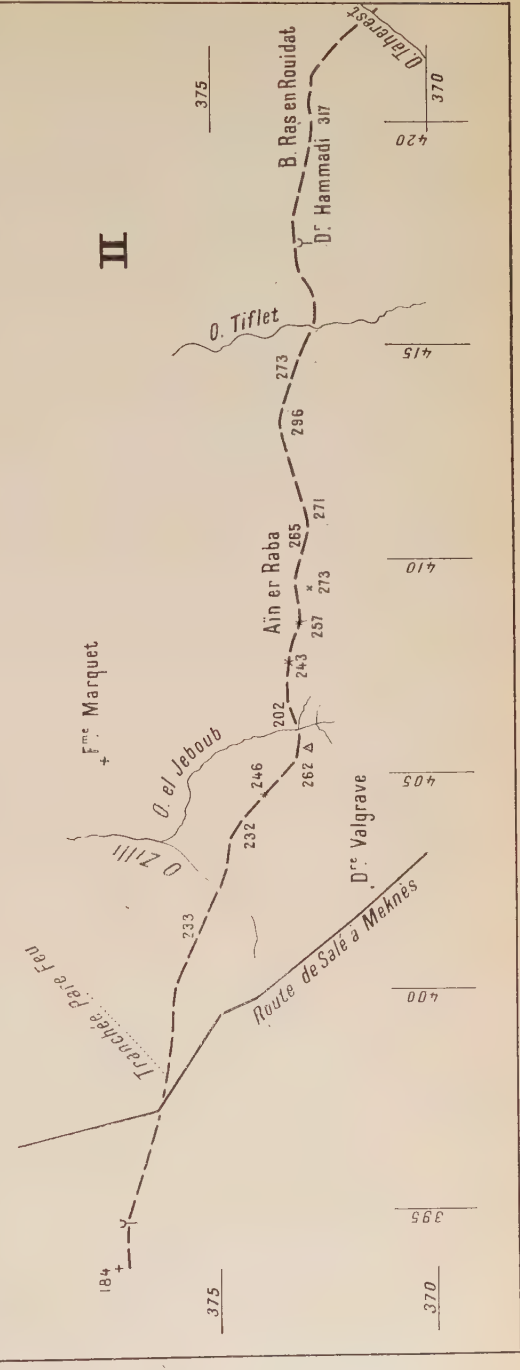 II
375
O. Taherest
370
B. Ras en Rouidat
Dr Hammadi 317
420
O. Tiflet
415
273
296
271
265
Aïn er Raba
273
410
257
243
202
+ Fme Marquet
O. el Jeboub
O Zilli
246
262
232
405
Dre Valgrave
233
Tranchée Pare Feu
Route de Salé à Meknès
400
184
395
375
370